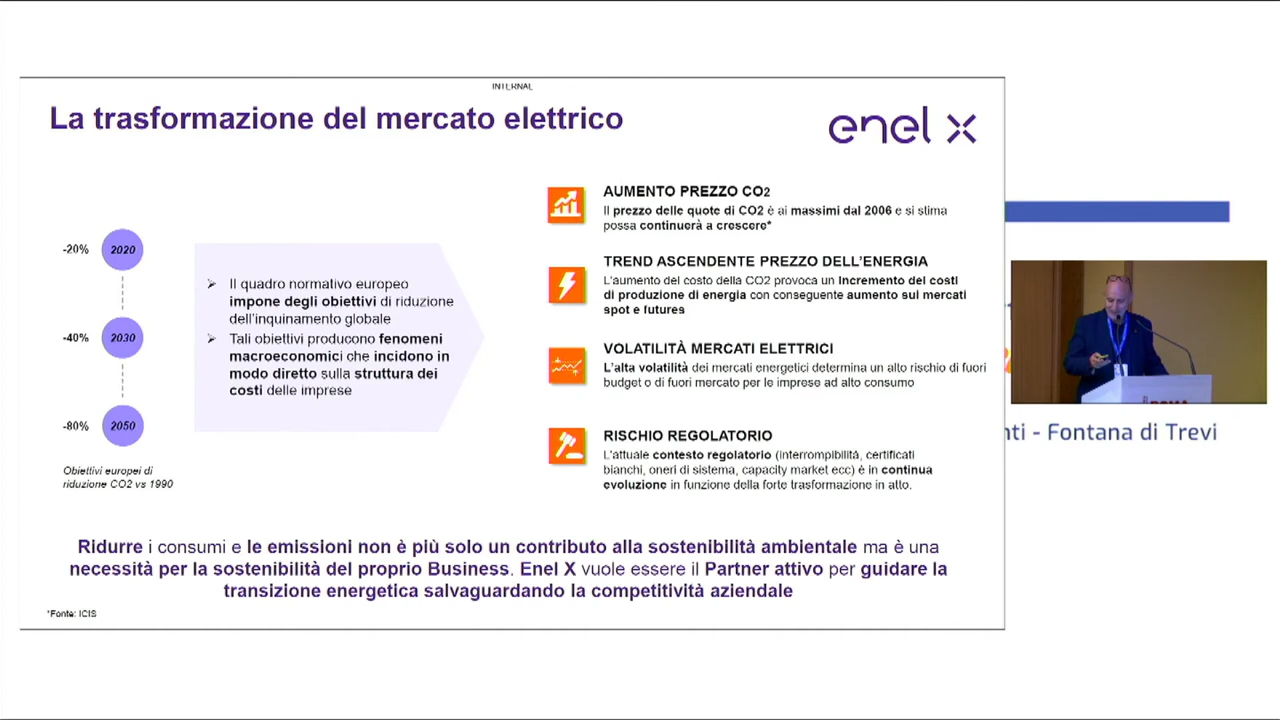 INTERNAL
La trasformazione del mercato elettrico
enel x
-20%
2020
-40%
2030
-80%
2050
Obiettivi europei di
riduzione CO2 vs 1990
➢ Il quadro normativo europeo
impone degli obiettivi di riduzione
dell'inquinamento globale
➢ Tali obiettivi producono fenomeni
macroeconomici che incidono in
modo diretto sulla struttura dei
costi delle imprese
AUMENTO PREZZO CO2
Il prezzo delle quote di CO2 è ai massimi dal 2006 e si stima
possa continuerà a crescere*
TREND ASCENDENTE PREZZO DELL'ENERGIA
L'aumento del costo della CO2 provoca un incremento dei costi
di produzione di energia con conseguente aumento sui mercati
spot e futures
VOLATILITÀ MERCATI ELETTRICI
L'alta volatilità dei mercati energetici determina un alto rischio di fuori
budget o di fuori mercato per le imprese ad alto consumo
RISCHIO REGOLATORIO
L'attuale contesto regolatorio (interrompibilità, certificati
bianchi, oneri di sistema, capacity market ecc) è in continua
evoluzione in funzione della forte trasformazione in atto.
Ridurre i consumi e le emissioni non è più solo un contributo alla sostenibilità ambientale ma è una
necessità per la sostenibilità del proprio Business. Enel X vuole essere il Partner attivo per guidare la
transizione energetica salvaguardando la competitività aziendale
*Fonte: ICIS
nti - Fontana di Trevi